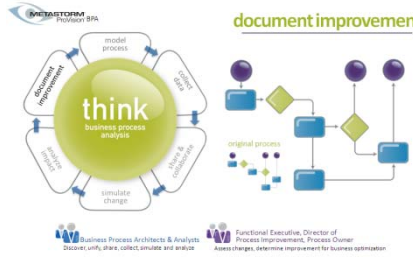 METASTORM
ProVision BPA
document improvemen
model
process
collect
data
share &
collaborate
simulate
change
analyze
impact
document
improvement
think
business process
analysis
original process
Business Process Architects & Analysts
Discover, unify, share, collect, simulate and analyze
Functional Executive, Director of
Process Improvement, Process Owner
Assess changes, determine improvement for business optimization